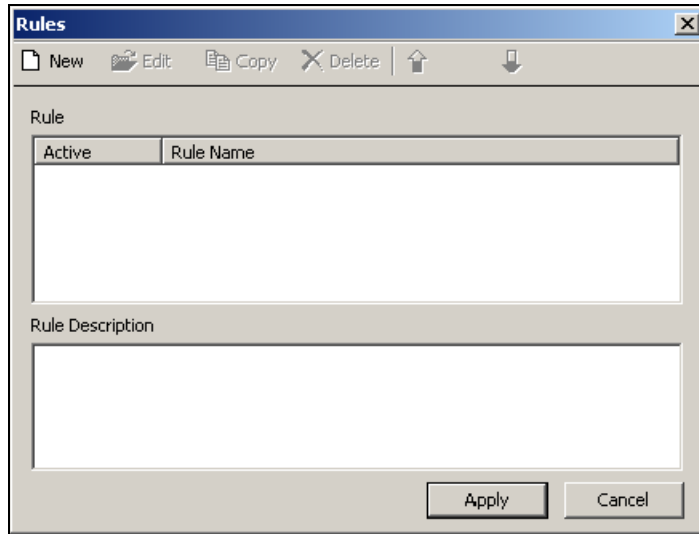 Rules
New Edit Copy Delete
Rule
Active Rule Name
Rule Description
Apply Cancel